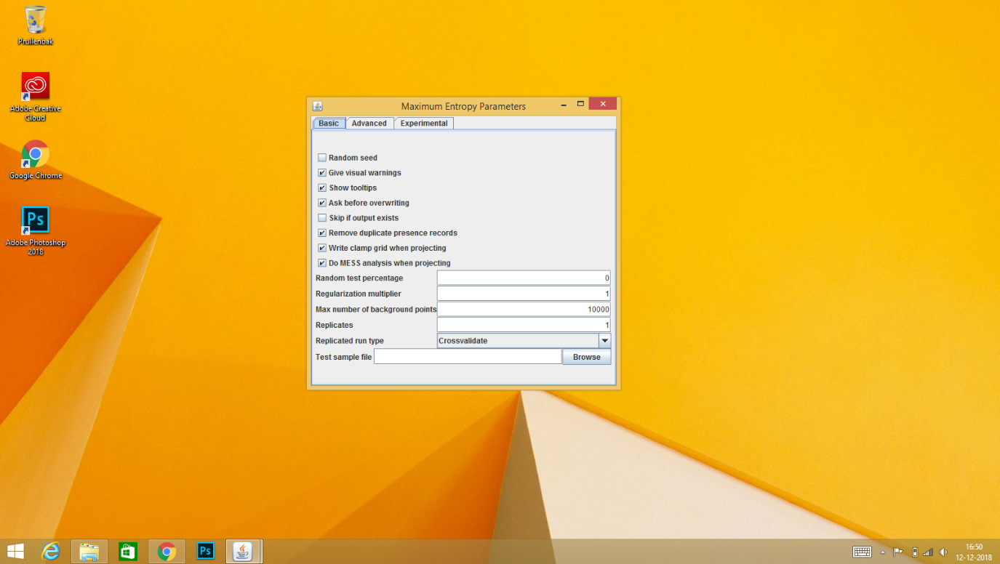 Prullenbak
Adobe Creative
Cloud
Google Chrome
Ps
Adobe Photoshop
2018
Maximum Entropy Parameters
Basic Advanced Experimental
Random seed
Give visual warnings
Show tooltips
Ask before overwriting
Skip if output exists
Remove duplicate presence records
Write clamp grid when projecting
Do MESS analysis when projecting
Random test percentage 0
Regularization multiplier 1
Max number of background points 10000
Replicates 1
Replicated run type Crossvalidate
Test sample file Browse
Ps
16:50
12-12-2018